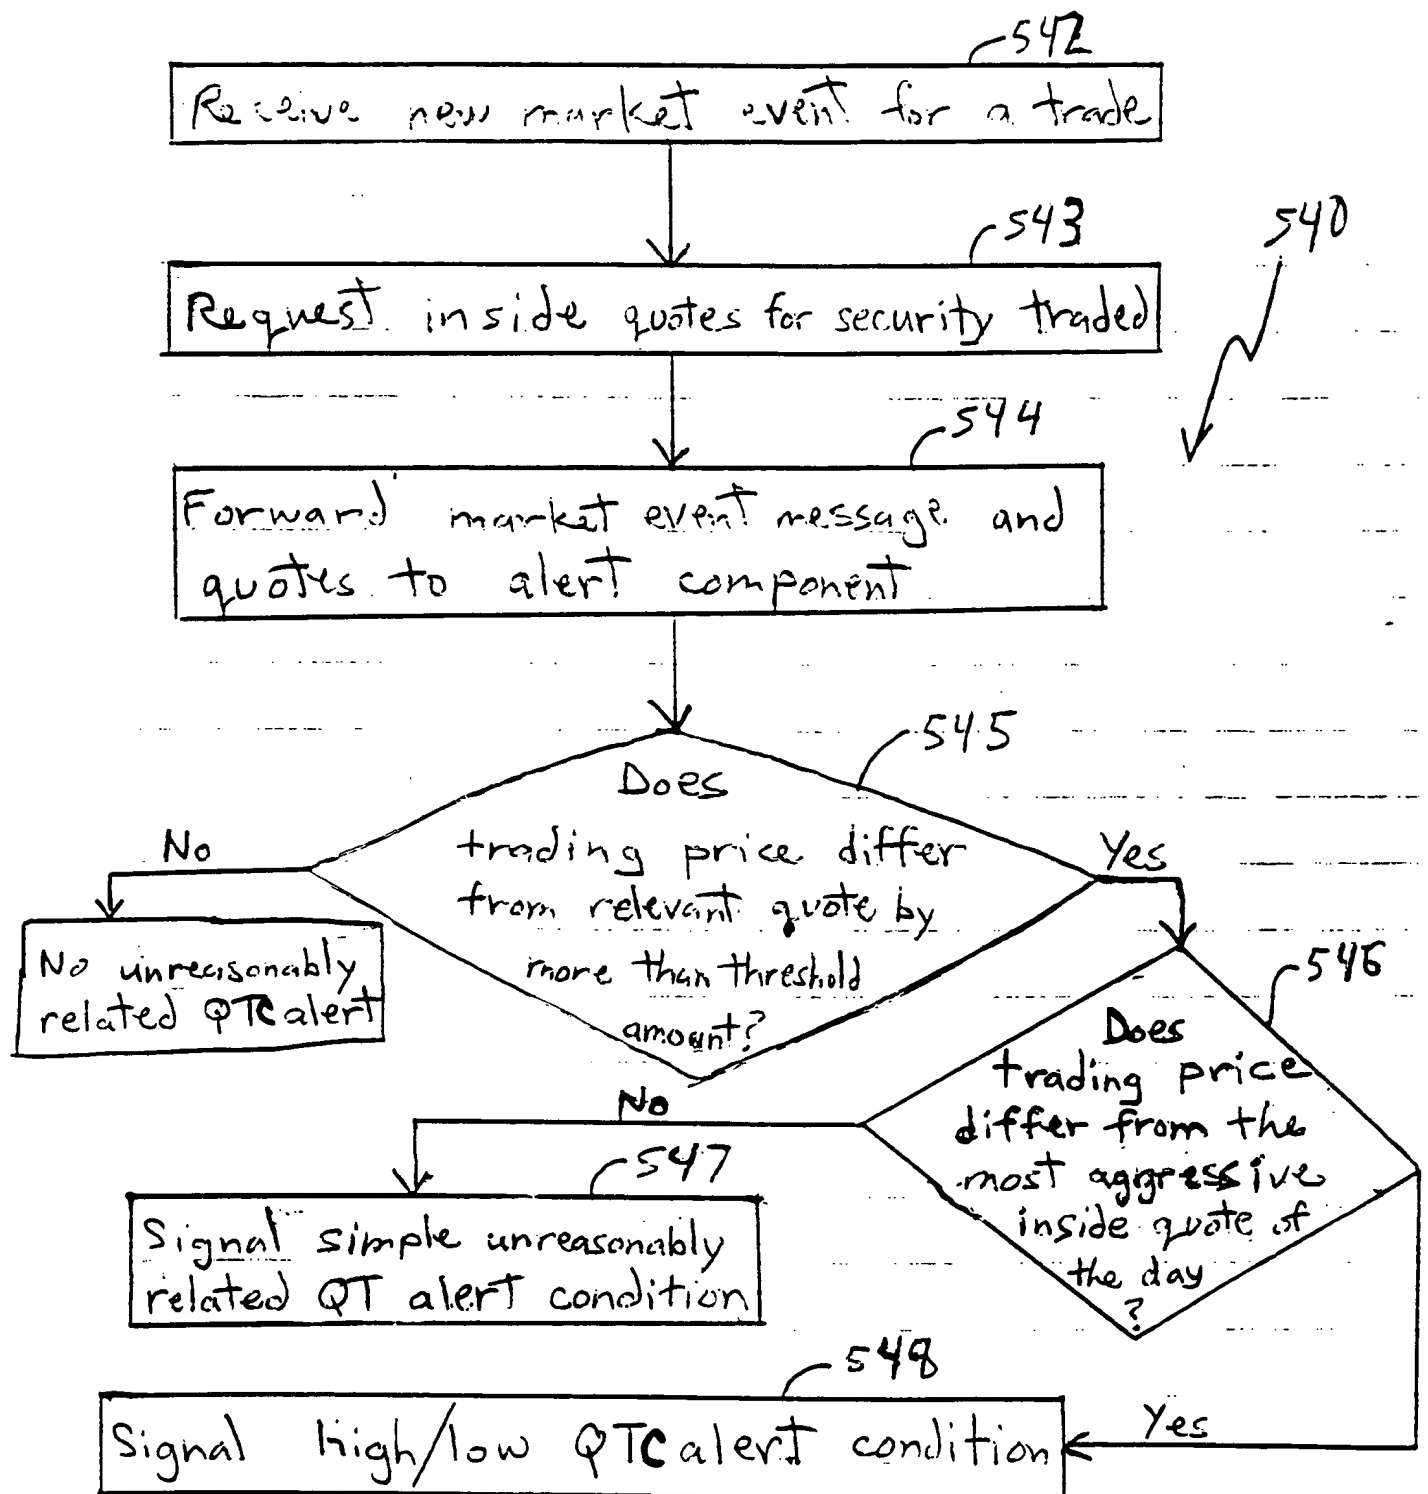 542
Receive new market event for a trade
543
540
Request inside quotes for security traded
544
Forward market event message and
quotes to alert component
545
Does
trading price differ
from relevant quote by
more than threshold
amount?
No
Yes
No unreasonably
related QTC alert
546
Does
trading price
differ from the
most aggressive
inside quote of
the day
?
No
547
Signal simple unreasonably
related QT alert condition
548
Yes
Signal high/low QTC alert condition